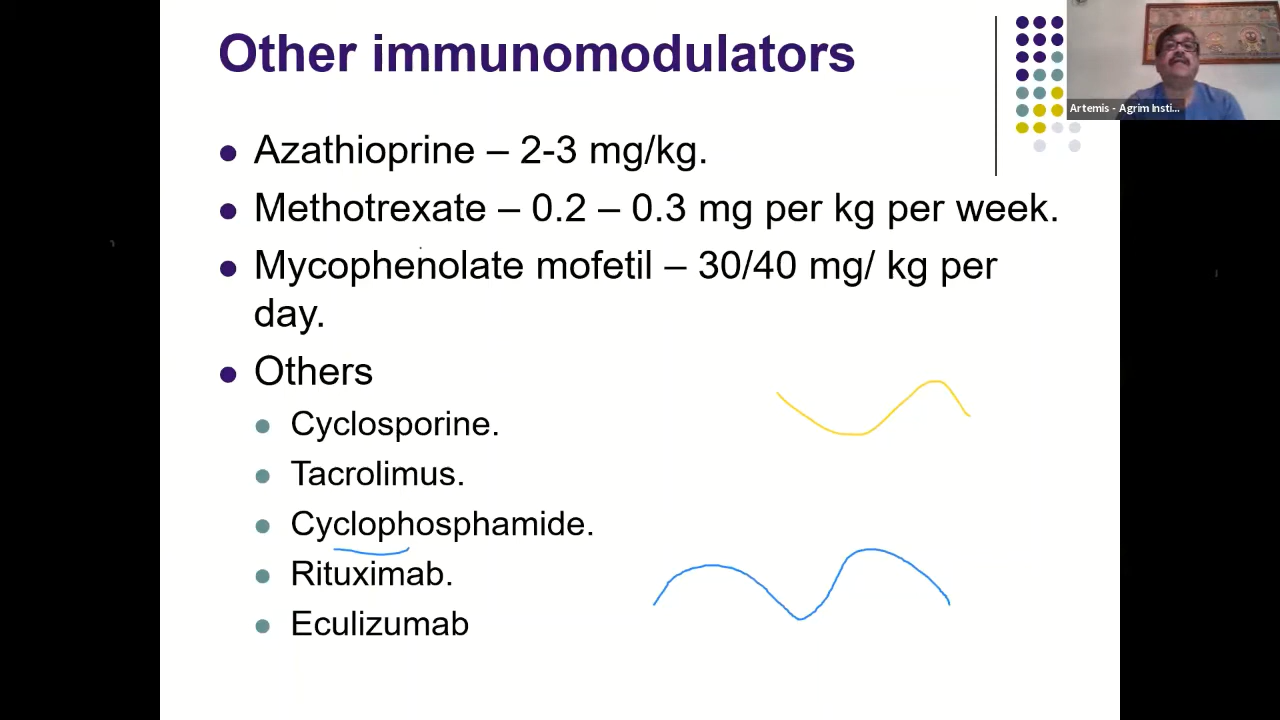 Other immunomodulators
Artemis - Agrim Insti...
Azathioprine – 2-3 mg/kg.
Methotrexate – 0.2 – 0.3 mg per kg per week.
Mycophenolate mofetil – 30/40 mg/ kg per
day.
Others
Cyclosporine.
Tacrolimus.
Cyclophosphamide.
Rituximab.
Eculizumab